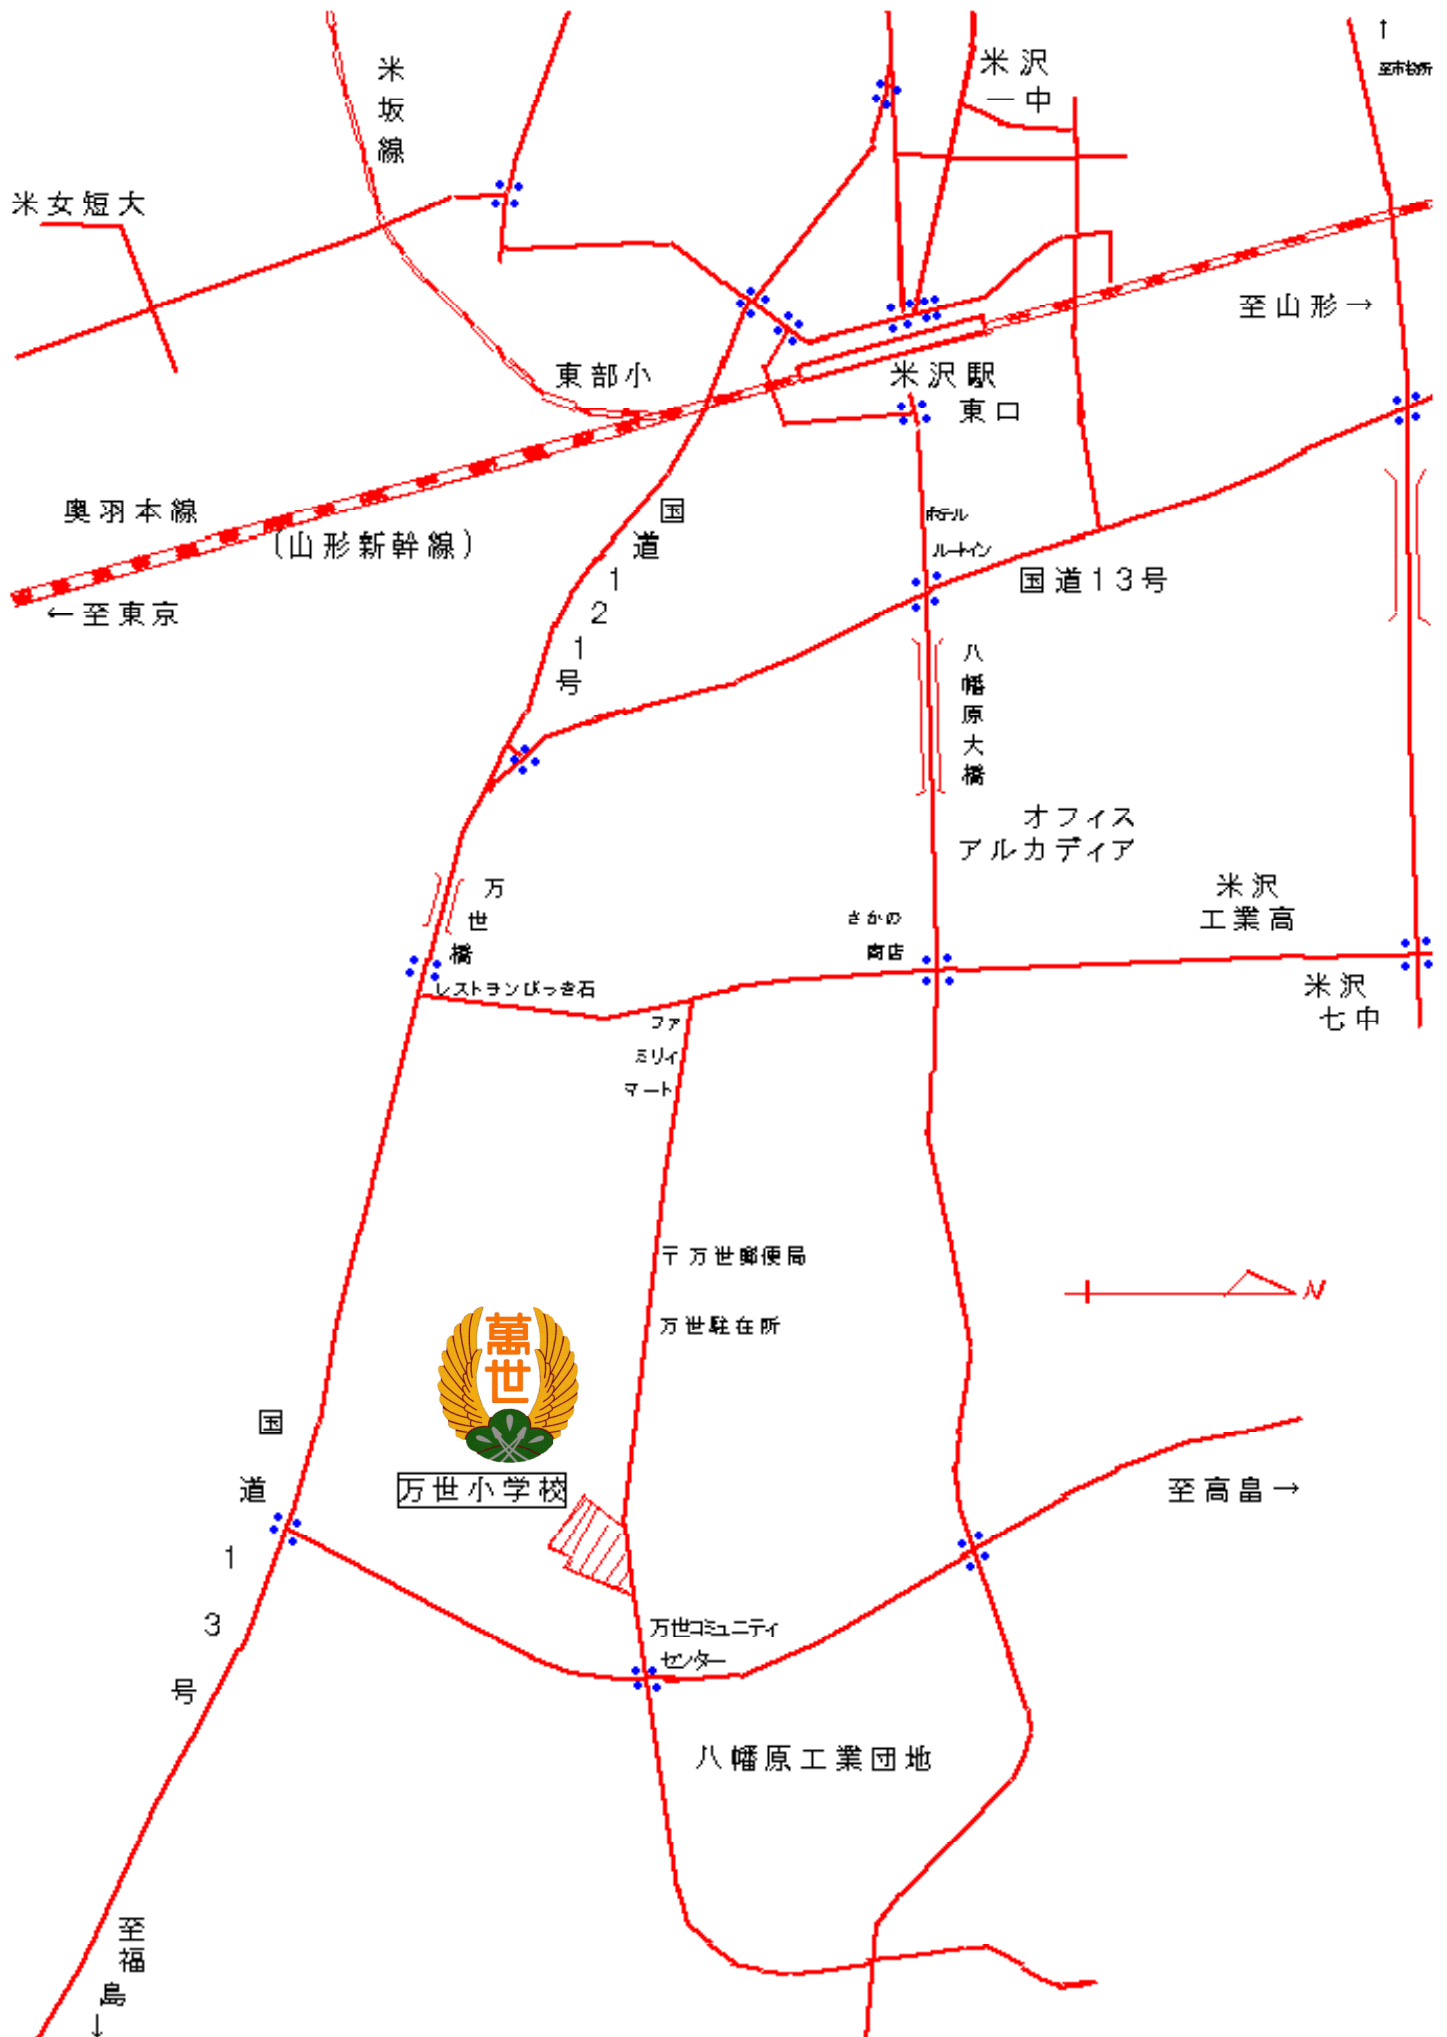 ↑
至市役所
米沢
一中
米坂線
米女短大
至山形→
東部小
米沢駅
東口
奥羽本線
(山形新幹線)
←至東京
国道121号
ホテル
ルートイン
国道13号
八幡原大橋
オフィス
アルカディア
万世橋
さかの
商店
米沢
工業高
レストランびっき石
米沢
七中
ファ
ミリィ
マート
〒万世郵便局
N
萬世
万世駐在所
万世小学校
国道13号
至高畠→
万世コミュニティ
センター
八幡原工業団地
至福島
↓